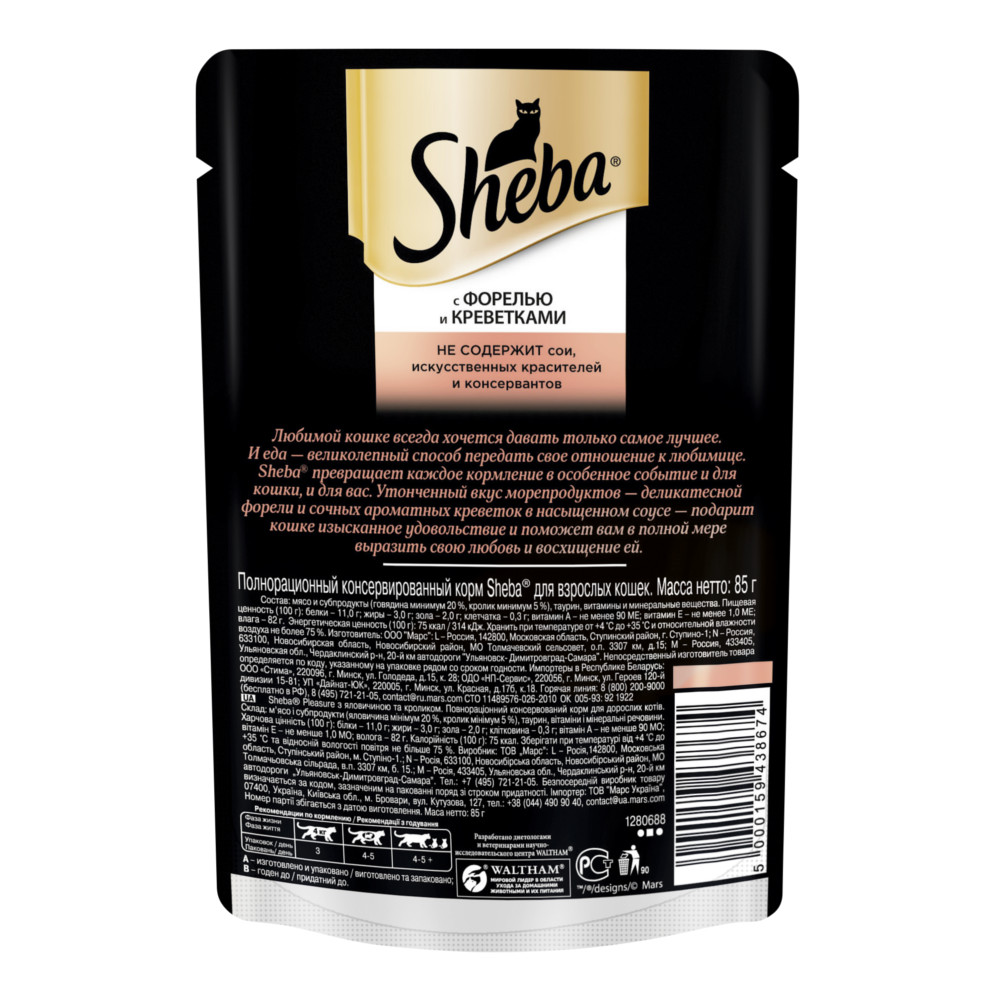 Sheba®
с ФОРЕЛЬЮ
и КРЕВЕТКАМИ
НЕ СОДЕРЖИТ сои,
искусственных красителей
и консервантов
Любимой кошке всегда хочется давать только самое лучшее.
И еда — великолепный способ передать свое отношение к любимице.
Sheba® превращает каждое кормление в особенное событие и для
кошки, и для вас. Утонченный вкус морепродуктов — деликатесной
форели и сочных ароматных креветок в насыщенном соусе — подарит
кошке изысканное удовольствие и поможет вам в полной мере
выразить свою любовь и восхищение ей.
Полнорационный консервированный корм Sheba® для взрослых кошек. Масса нетто: 85 г
Состав: мясо и субпродукты (говядина минимум 20 %, кролик минимум 5 %), таурин, витамины и минеральные вещества. Пищевая
ценность (100 г): белки – 11,0 г; жиры – 3,0 г; зола – 2,0 г; клетчатка – 0,3 г; витамин А – не менее 90 МЕ; витамин Е – не менее 1,0 МЕ;
влага – 82 г. Энергетическая ценность (100 г): 75 ккал / 314 кДж. Хранить при температуре от +4 °С до +35 °С и относительной влажности
воздуха не более 75 %. Изготовитель: ООО "Марс": L – Россия, 142800, Московская область, Ступинский район, г. Ступино-1; N – Россия,
633100, Новосибирская область, Новосибирский район, МО Толмачевский сельсовет, о.п. 3307 км, д.15; М – Россия, 433405,
Ульяновская обл., Чердаклинский р-н, 20-й км автодороги "Ульяновск- Димитровград-Самара". Непосредственный изготовитель товара
определяется по коду, указанному на упаковке рядом со сроком годности. Импортеры в Республику Беларусь:
ООО «Стима», 220096, г. Минск, ул. Голодеда, д.15, к. 28; ОДО «НП-Сервис», 220056, г. Минск, ул. Героев 120-й
дивизии 15-81; УП «Дайнат-ЮК», 220005, г. Минск, ул. Красная, д.17б, к.18. Горячая линия: 8 (800) 200-9000
(бесплатно в РФ), 8 (495) 721-21-05, contact@ru.mars.com СТО 11489576-026-2010 ОК 005-93: 92 1922
UA Sheba® Pleasure з яловичиною та кроликом. Повнораціонний консервований корм для дорослих котів.
Склад: м'ясо і субпродукти (яловичина мінімум 20 %, кролик мінімум 5 %), таурин, вітаміни і мінеральні речовини.
Харчова цінність (100 г): білки – 11,0 г; жири – 3,0 г; зола – 2,0 г; клітковина – 0,3 г; вітамін А – не менше 90 МО;
вітамін Е – не менше 1,0 МО; волога – 82 г. Калорійність (100 г): 75 ккал. Зберігати при температурі від +4 °С до
+35 °С та відносній вологості повітря не більше 75 %. Виробник: ТОВ „Марс”: L – Росія,142800, Московська
область, Ступінський район, м. Ступіно-1.; N – Росія, 633100, Новосибірська область, Новосибірський район, МО
Толмачьовська сільрада, в.п. 3307 км, б. 15.; М – Росія, 433405, Ульяновська обл., Чердаклінский р-н, 20-й км
автодороги „Ульяновськ-Димитровград-Самара”. Тел.: +7 (495) 721-21-05. Безпосередній виробник товару
визначається за кодом, зазначеним на пакованні поряд зі строком придатності. Імпортер: ТОВ "Марс Україна",
07400, Україна, Київська обл., м. Бровари, вул. Кутузова, 127, тел.: +38 (044) 490 90 40, contact@ua.mars.com
Номер партії збігається з датою виготовлення. Маса нетто: 85 г
Рекомендации по кормлению / Рекомендації з годування
Фаза жизни
Фаза життя
Упаковок / день
Паковань/ день
3
4-5
4-5 +
А – изготовлено и упаковано / виготовлено та запаковано;
В – годен до / придатний до.
Разработано диетологами
и ветеринарами научно-
исследовательского центра WALTHAM®
WALTHAM®
МИРОВОЙ ЛИДЕР В ОБЛАСТИ
УХОДА ЗА ДОМАШНИМИ
ЖИВОТНЫМИ И ИХ ПИТАНИЯ
1280688
90
™/®/designs/© Mars
5 000159 438674